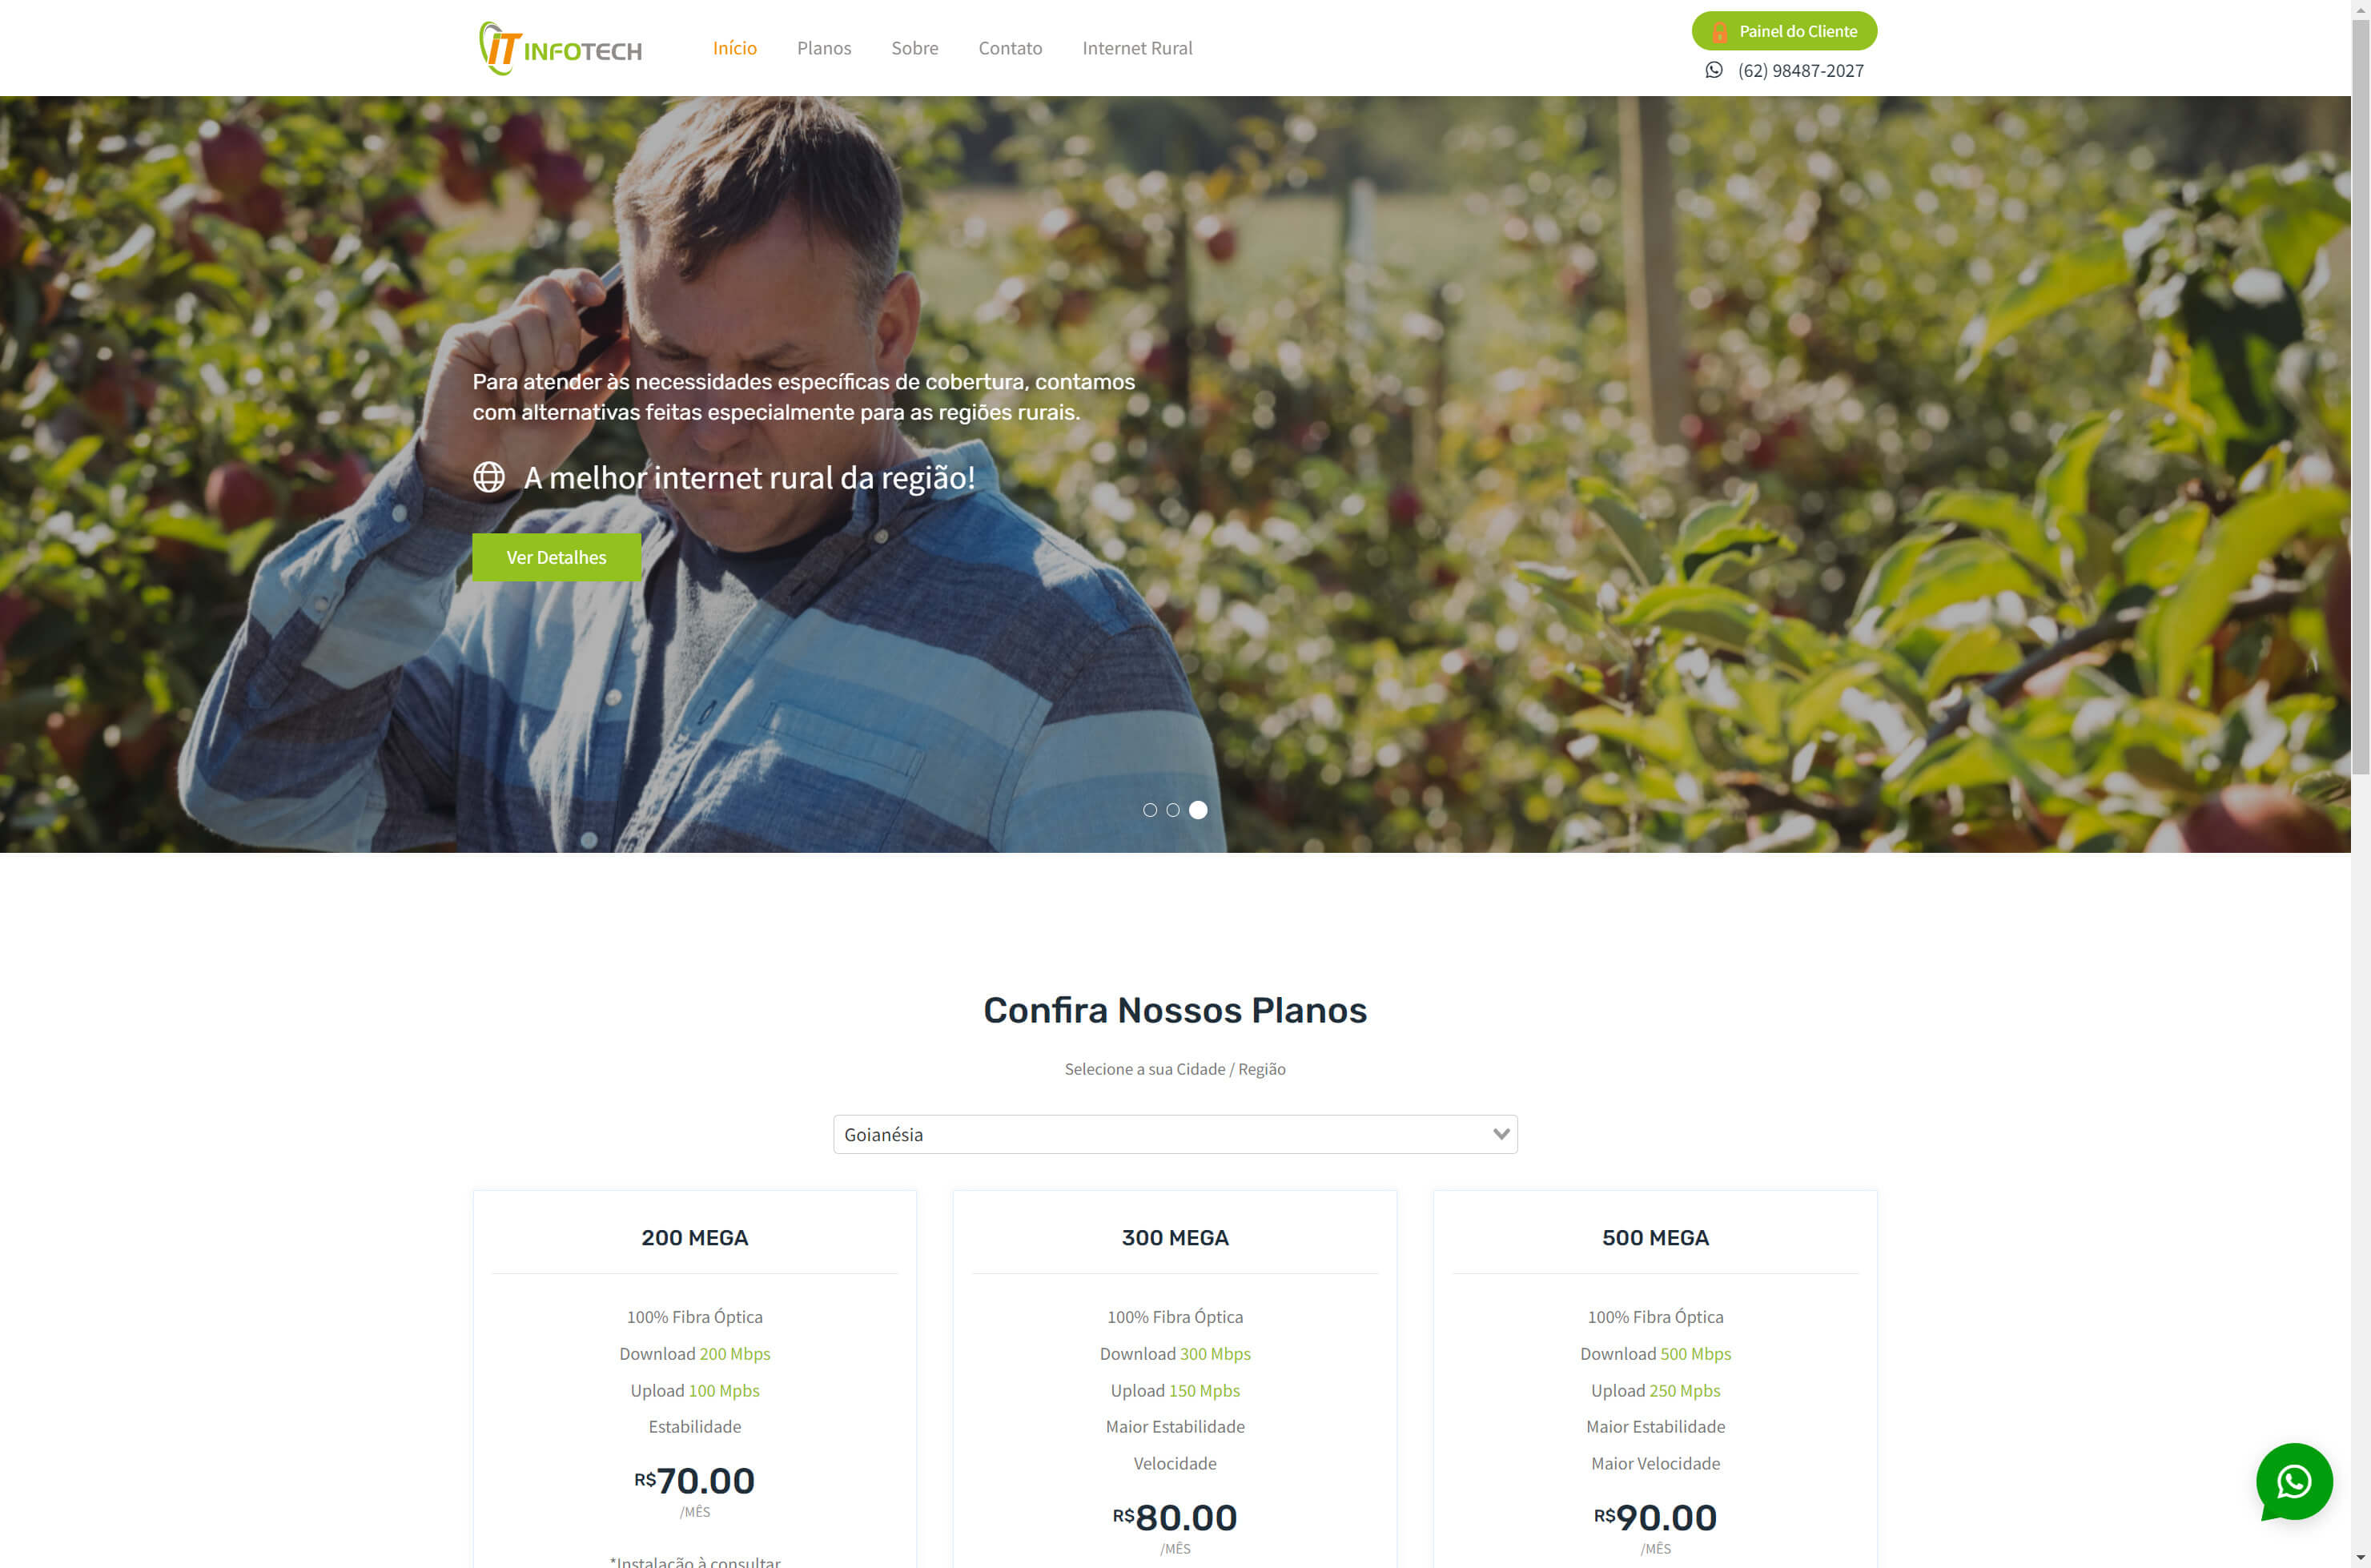 IT INFOTECH
Início
Planos
Sobre
Contato
Internet Rural
Painel do Cliente
(62) 98487-2027
Para atender às necessidades específicas de cobertura, contamos
com alternativas feitas especialmente para as regiões rurais.
A melhor internet rural da região!
Ver Detalhes
Confira Nossos Planos
Selecione a sua Cidade / Região
Goianésia
200 MEGA
100% Fibra Óptica
Download 200 Mbps
Upload 100 Mpbs
Estabilidade
R$70.00
/MÊS
*Instalação à consultar
300 MEGA
100% Fibra Óptica
Download 300 Mbps
Upload 150 Mpbs
Maior Estabilidade
Velocidade
R$80.00
/MÊS
500 MEGA
100% Fibra Óptica
Download 500 Mbps
Upload 250 Mpbs
Maior Estabilidade
Maior Velocidade
R$90.00
/MÊS